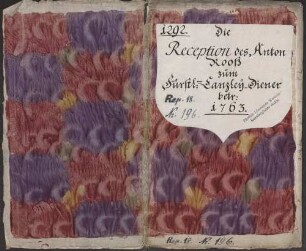 1292.
Die
Reception des Anton
Rooß
zum
Fürstl. Canzley-Diener
betr:
1763.
Rep. 18.
N. 196.
Rep. 18. No. 196.